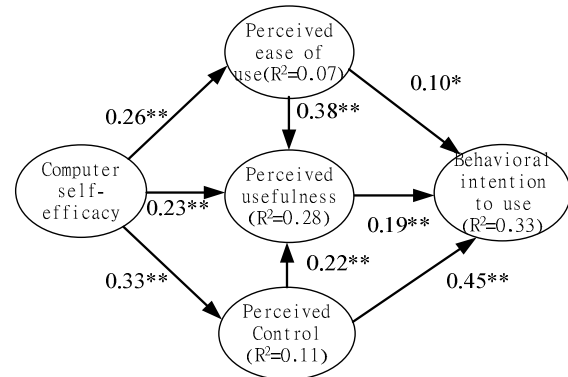 Perceived
ease of
use(R²=0.07)
0.10*
0.26**
0.38**
Computer
self-
efficacy
Perceived
usefulness
(R²=0.28)
Behavioral
intention
to use
(R²=0.33)
0.23**
0.19**
0.33**
0.22**
0.45**
Perceived
Control
(R²=0.11)